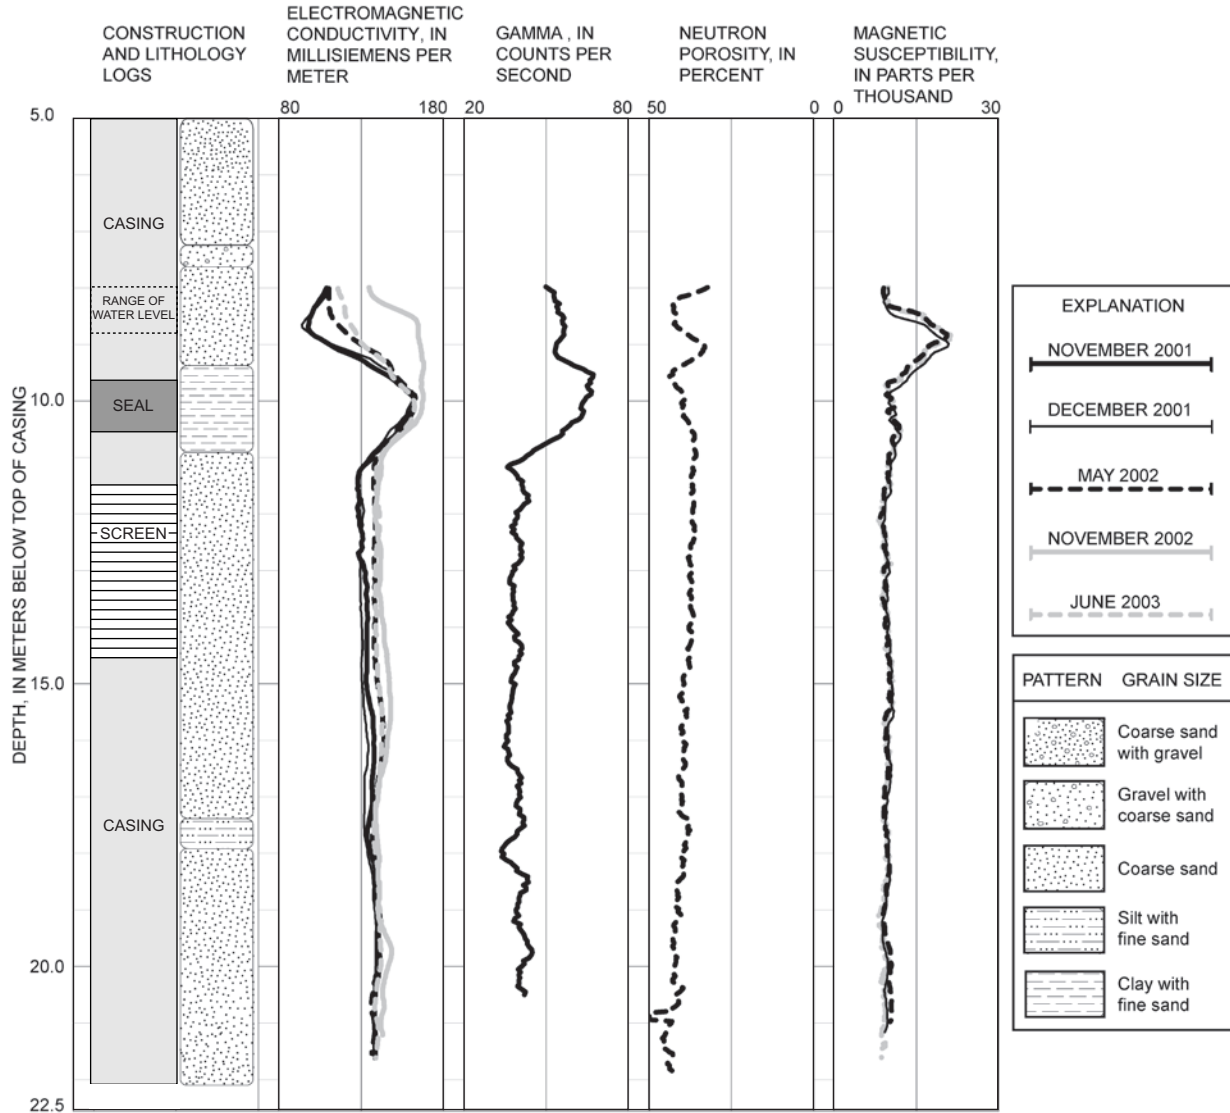 CONSTRUCTION
AND LITHOLOGY
LOGS
ELECTROMAGNETIC
CONDUCTIVITY, IN
MILLISIEMENS PER
METER
GAMMA , IN
COUNTS PER
SECOND
NEUTRON
POROSITY, IN
PERCENT
MAGNETIC
SUSCEPTIBILITY,
IN PARTS PER
THOUSAND
80 180 20 80 50 0 0 30
DEPTH, IN METERS BELOW TOP OF CASING
5.0
10.0
15.0
20.0
22.5
CASING
RANGE OF
WATER LEVEL
SEAL
SCREEN
CASING
EXPLANATION
NOVEMBER 2001
DECEMBER 2001
MAY 2002
NOVEMBER 2002
JUNE 2003
PATTERN GRAIN SIZE
Coarse sand
with gravel
Gravel with
coarse sand
Coarse sand
Silt with
fine sand
Clay with
fine sand